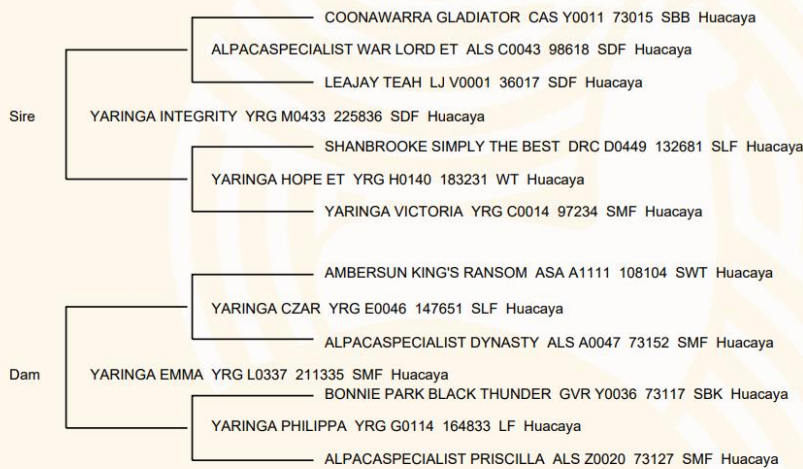 COONAWARRA GLADIATOR CAS Y0011 73015 SBB Huacaya
ALPACASPECIALIST WAR LORD ET ALS C0043 98618 SDF Huacaya
LEAJAY TEAH LJ V0001 36017 SDF Huacaya
Sire
YARINGA INTEGRITY YRG M0433 225836 SDF Huacaya
SHANBROOKE SIMPLY THE BEST DRC D0449 132681 SLF Huacaya
YARINGA HOPE ET YRG H0140 183231 WT Huacaya
YARINGA VICTORIA YRG C0014 97234 SMF Huacaya
AMBERSUN KING'S RANSOM ASA A1111 108104 SWT Huacaya
YARINGA CZAR YRG E0046 147651 SLF Huacaya
ALPACASPECIALIST DYNASTY ALS A0047 73152 SMF Huacaya
Dam
YARINGA EMMA YRG L0337 211335 SMF Huacaya
BONNIE PARK BLACK THUNDER GVR Y0036 73117 SBK Huacaya
YARINGA PHILIPPA YRG G0114 164833 LF Huacaya
ALPACASPECIALIST PRISCILLA ALS Z0020 73127 SMF Huacaya